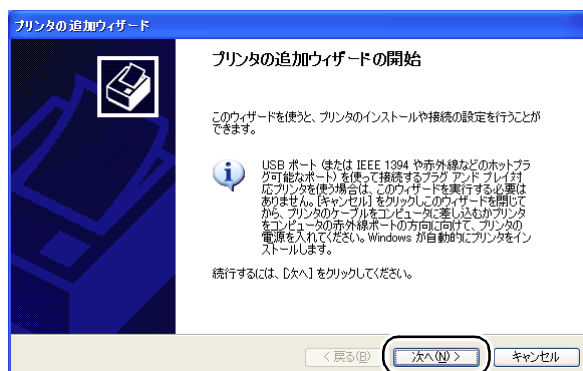 プリンタの追加ウィザード
プリンタの追加ウィザードの開始
このウィザードを使うと、プリンタのインストールや接続の設定を行うことが
できます。
USB ポート (または IEEE 1394 や赤外線などのホットプラ
グ可能なポート) を使って接続するプラグ アンド プレイ対
応プリンタを使う場合は、このウィザードを実行する必要は
ありません。[キャンセル] をクリックしこのウィザードを閉じて
から、プリンタのケーブルをコンピュータに差し込むかプリンタ
をコンピュータの赤外線ポートの方向に向けて、プリンタの
電源を入れてください。Windows が自動的にプリンタをイン
ストールします。
続行するには、[次へ] をクリックしてください。
< 戻る(B)
次へ(N) >
キャンセル